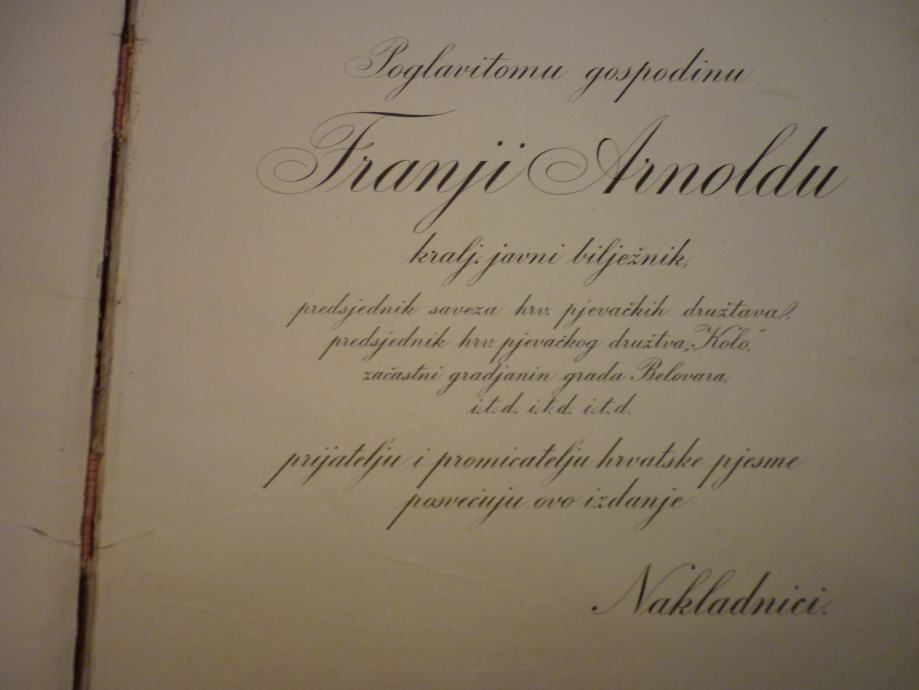 Poglavitomu gospodinu
Franji Arnoldu
kralj. javni bilježnik,
predsjednik saveza hrv. pjevačkih družtava,
predsjednik hrv. pjevačkog družtva „Kolo,“
začastni gradjanin grada Belovara,
i.t.d. i.t.d. i.t.d.
prijatelju i promicatelju hrvatske pjesme
posvećuju ovo izdanje
Nakladnici.